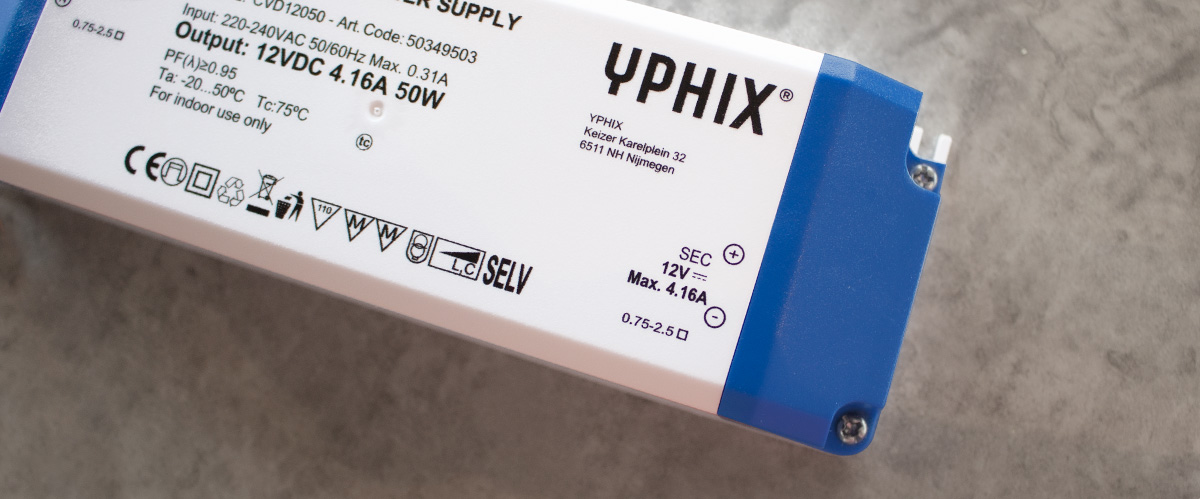 SUPPLY
CVD12050 - Art. Code: 50349503
Input: 220-240VAC 50/60Hz Max. 0.31A
Output: 12VDC 4.16A 50W
PF(λ)≥0.95
Ta: -20...50ºC Tc:75ºC
For indoor use only
tc
0.75-2.5
CE
110
M
M
L,C
SELV
YPHIX®
YPHIX
Keizer Karelplein 32
6511 NH Nijmegen
SEC +
12V
Max. 4.16A
-
0.75-2.5